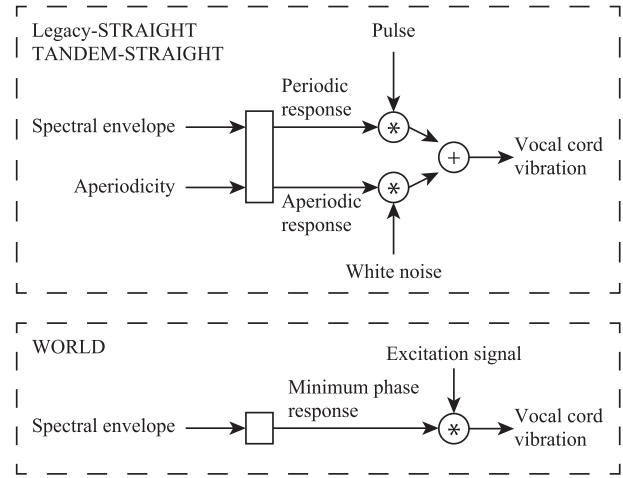 Legacy-STRAIGHT
TANDEM-STRAIGHT
Pulse
Periodic
response
Spectral envelope
*
Vocal cord
vibration
+
Aperiodicity
*
Aperiodic
response
White noise
WORLD
Excitation signal
Minimum phase
response
Spectral envelope
*
Vocal cord
vibration